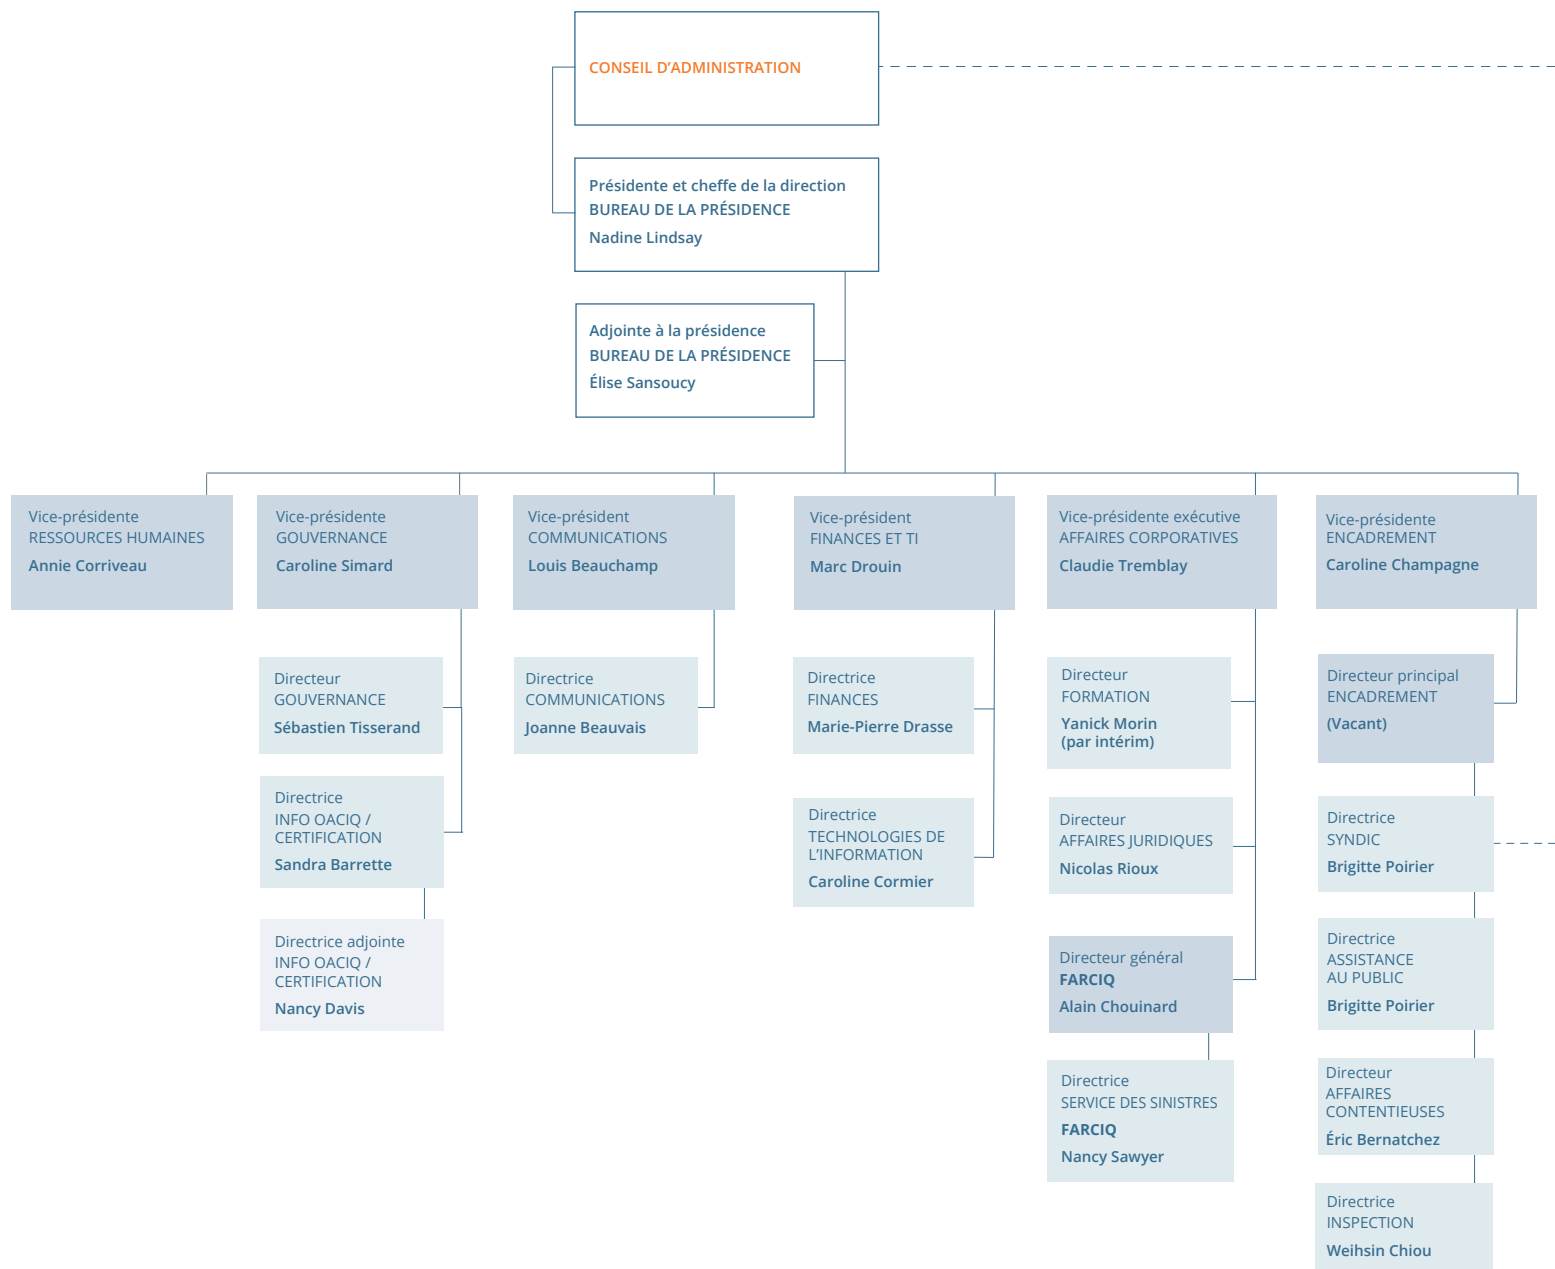 CONSEIL D’ADMINISTRATION
Présidente et cheffe de la direction
BUREAU DE LA PRÉSIDENCE
Nadine Lindsay
Adjointe à la présidence
BUREAU DE LA PRÉSIDENCE
Élise Sansoucy
Vice-présidente
RESSOURCES HUMAINES
Annie Corriveau
Vice-présidente
GOUVERNANCE
Caroline Simard
Vice-président
COMMUNICATIONS
Louis Beauchamp
Vice-président
FINANCES ET TI
Marc Drouin
Vice-présidente exécutive
AFFAIRES CORPORATIVES
Claudie Tremblay
Vice-présidente
ENCADREMENT
Caroline Champagne
Directeur
GOUVERNANCE
Sébastien Tisserand
Directrice
INFO OACIQ /
CERTIFICATION
Sandra Barrette
Directrice adjointe
INFO OACIQ /
CERTIFICATION
Nancy Davis
Directrice
COMMUNICATIONS
Joanne Beauvais
Directrice
FINANCES
Marie-Pierre Drasse
Directrice
TECHNOLOGIES DE
L’INFORMATION
Caroline Cormier
Directeur
FORMATION
Yanick Morin
(par intérim)
Directeur
AFFAIRES JURIDIQUES
Nicolas Rioux
Directeur général
FARCIQ
Alain Chouinard
Directrice
SERVICE DES SINISTRES
FARCIQ
Nancy Sawyer
Directeur principal
ENCADREMENT
(Vacant)
Directrice
SYNDIC
Brigitte Poirier
Directrice
ASSISTANCE
AU PUBLIC
Brigitte Poirier
Directeur
AFFAIRES
CONTENTIEUSES
Éric Bernatchez
Directrice
INSPECTION
Weihsin Chiou